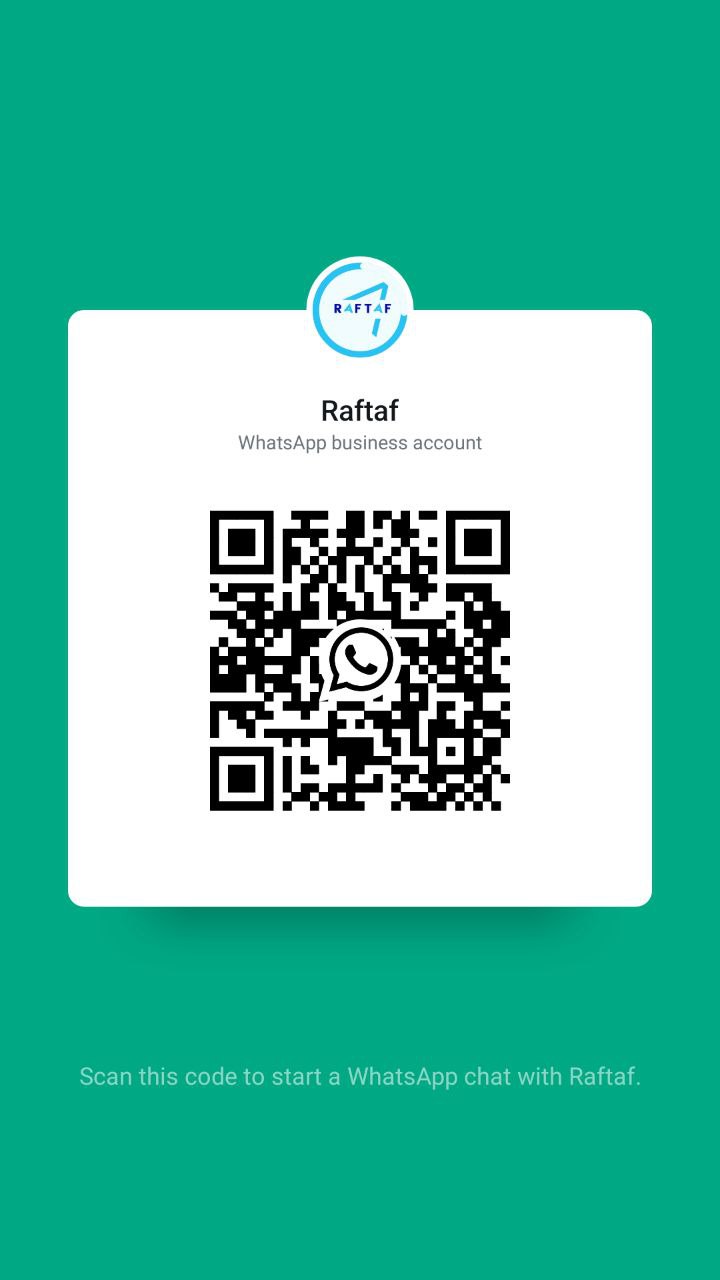 RAFTAF
Raftaf
WhatsApp business account
Scan this code to start a WhatsApp chat with Raftaf.